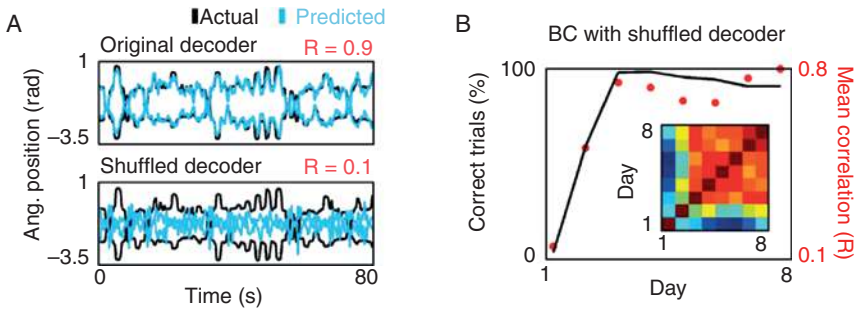 A
Actual Predicted
Original decoder R = 0.9
1
−3.5
Shuffled decoder R = 0.1
1
−3.5
Ang. position (rad)
0 80
Time (s)
B
BC with shuffled decoder
100
0
Correct trials (%)
0.8
0.1
Mean correlation (R)
8
1
Day
1 8
1 8
Day